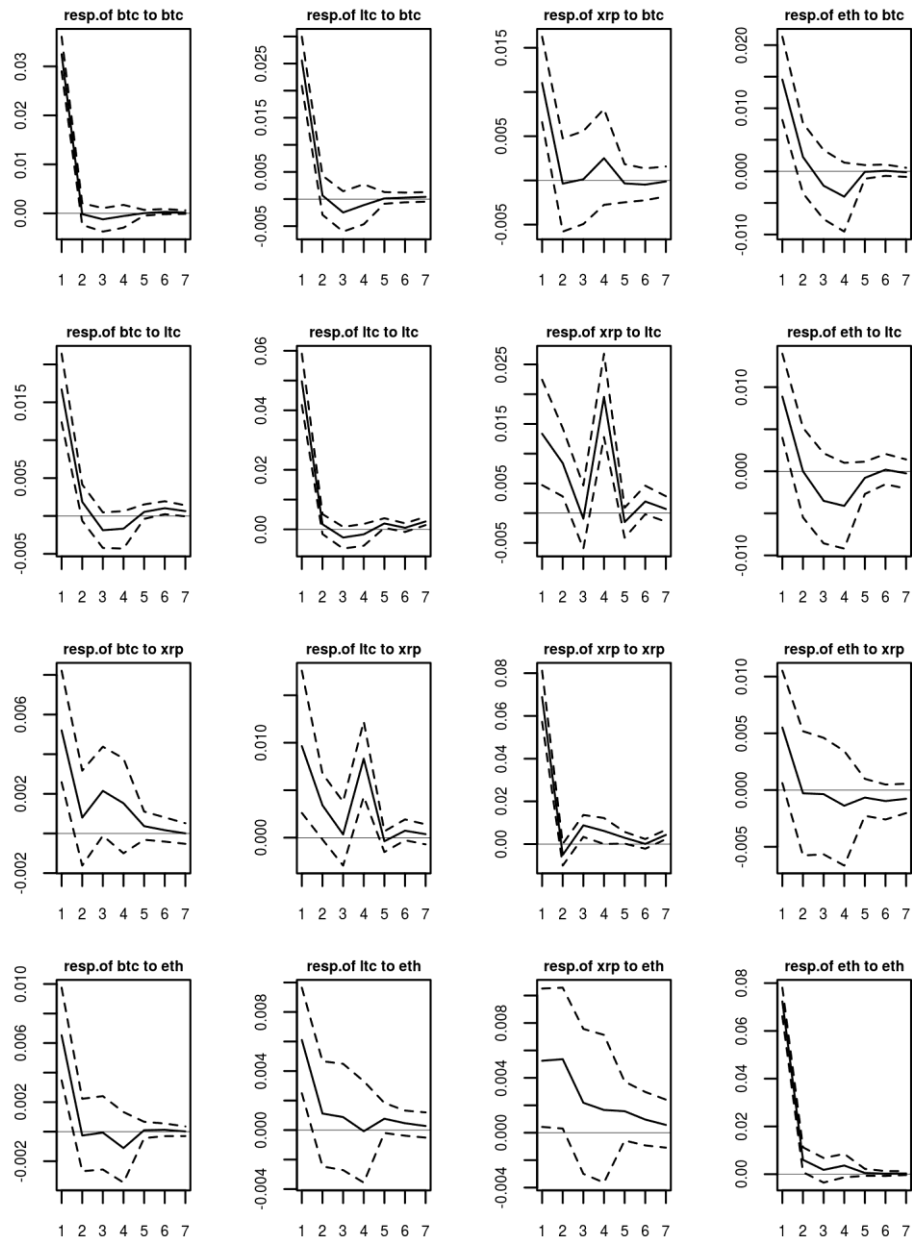 resp.of btc to btc
0.03
0.02
0.01
0.00
1 2 3 4 5 6 7
resp.of ltc to btc
0.025
0.015
0.005
-0.005
1 2 3 4 5 6 7
resp.of xrp to btc
0.015
0.005
-0.005
1 2 3 4 5 6 7
resp.of eth to btc
0.020
0.010
0.000
-0.010
1 2 3 4 5 6 7
resp.of btc to ltc
0.015
0.005
-0.005
1 2 3 4 5 6 7
resp.of ltc to ltc
0.06
0.04
0.02
0.00
1 2 3 4 5 6 7
resp.of xrp to ltc
0.025
0.015
0.005
-0.005
1 2 3 4 5 6 7
resp.of eth to ltc
0.010
0.000
-0.010
1 2 3 4 5 6 7
resp.of btc to xrp
0.006
0.002
-0.002
1 2 3 4 5 6 7
resp.of ltc to xrp
0.010
0.000
1 2 3 4 5 6 7
resp.of xrp to xrp
0.08
0.06
0.04
0.02
0.00
1 2 3 4 5 6 7
resp.of eth to xrp
0.010
0.005
0.000
-0.005
1 2 3 4 5 6 7
resp.of btc to eth
0.010
0.006
0.002
-0.002
1 2 3 4 5 6 7
resp.of ltc to eth
0.008
0.004
0.000
-0.004
1 2 3 4 5 6 7
resp.of xrp to eth
0.008
0.004
0.000
-0.004
1 2 3 4 5 6 7
resp.of eth to eth
0.08
0.06
0.04
0.02
0.00
1 2 3 4 5 6 7